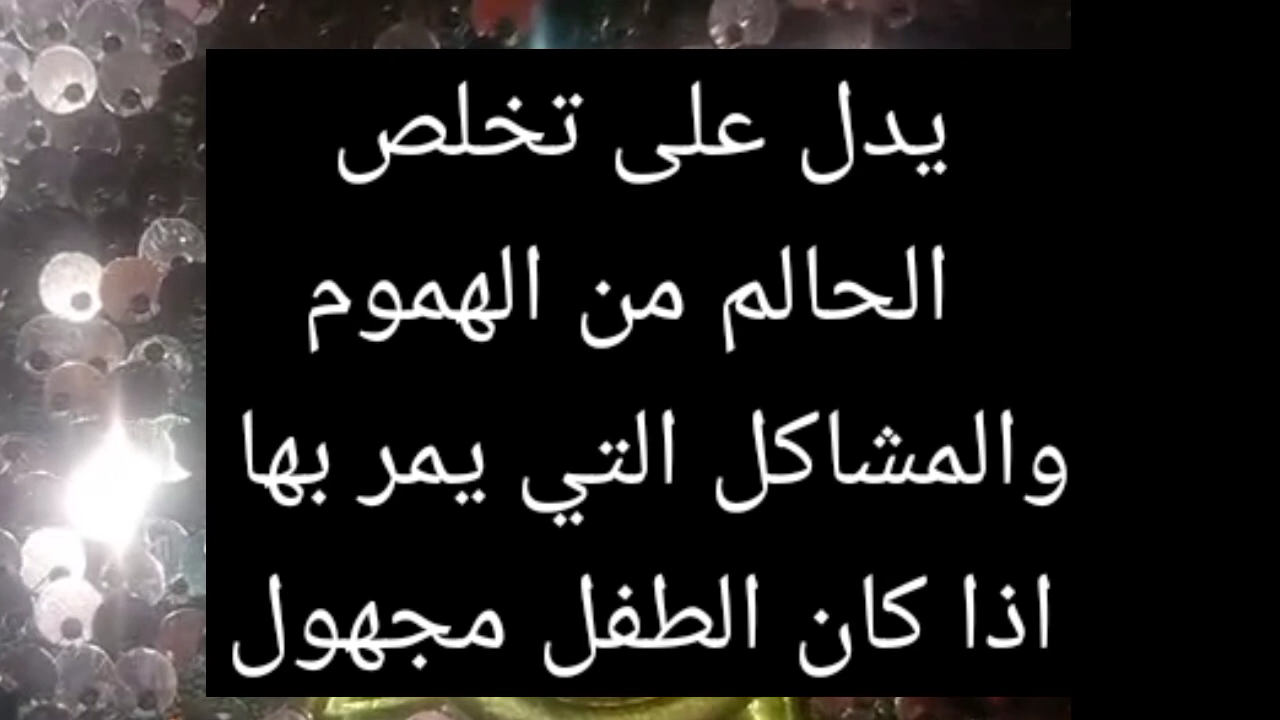 يدل على تخلص
الحالم من الهموم
والمشاكل التي يمر بها
اذا كان الطفل مجهول